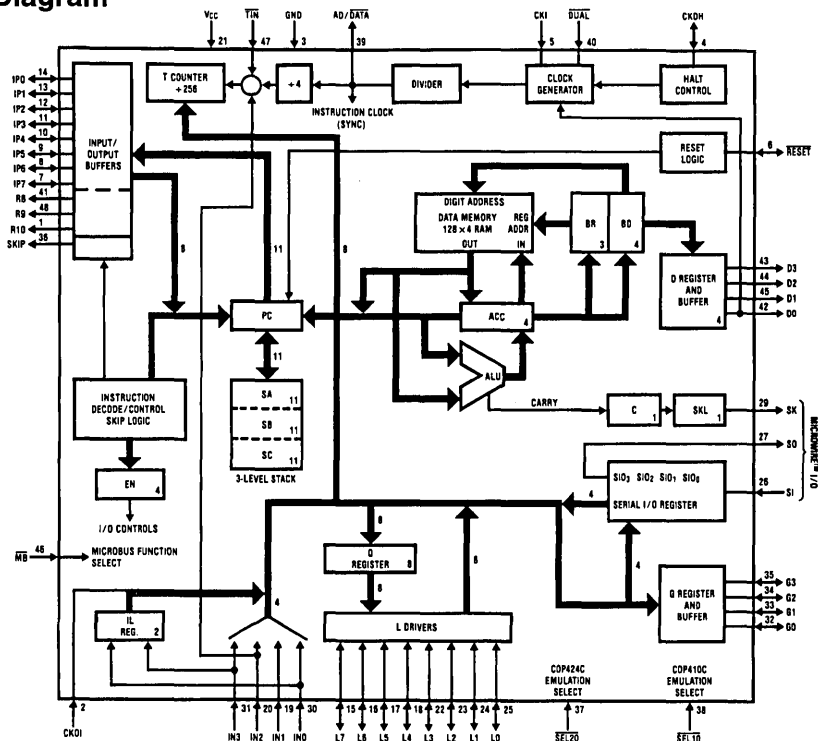 Diagram
VCC TIN GND AD/DATA CKI DUAL CKOH
21 47 3 39 5 40 4
T COUNTER
÷256
÷4
DIVIDER
CLOCK
GENERATOR
HALT
CONTROL
INSTRUCTION CLOCK
(SYNC)
IP0 14
IP1 13
IP2 12
IP3 11
IP4 10
IP5 9
IP6 8
IP7 7
R8 41
R9 48
R10 1
SKIP 36
INPUT/
OUTPUT
BUFFERS
RESET
LOGIC
6 RESET
DIGIT ADDRESS
DATA MEMORY
128 × 4 RAM
REG
ADDR
OUT IN
BR
3
BD
4
D REGISTER
AND
BUFFER
4
43 D3
44 D2
45 D1
42 D0
8
11
8
PC
11
ACC
4
ALU
CARRY
C
1
SKL
1
29 SK
27 SO
26 SI
MICROWIRE™ I/O
SA 11
SB 11
SC 11
3-LEVEL STACK
INSTRUCTION
DECODE/CONTROL
SKIP LOGIC
EN
4
I/O CONTROLS
MB 46
MICROBUS FUNCTION
SELECT
SIO3 SIO2 SIO1 SIO0
SERIAL I/O REGISTER
4
4
8
Q
REGISTER
8
8
8
L DRIVERS
G REGISTER
AND
BUFFER
35 G3
34 G2
33 G1
32 G0
IL
REG.
2
4
COP424C
EMULATION
SELECT
COP410C
EMULATION
SELECT
2 31 20 19 30 15 16 17 18 22 23 24 25 37 38
CKOI IN3 IN2 IN1 IN0 L7 L6 L5 L4 L3 L2 L1 L0 SEL20 SEL10